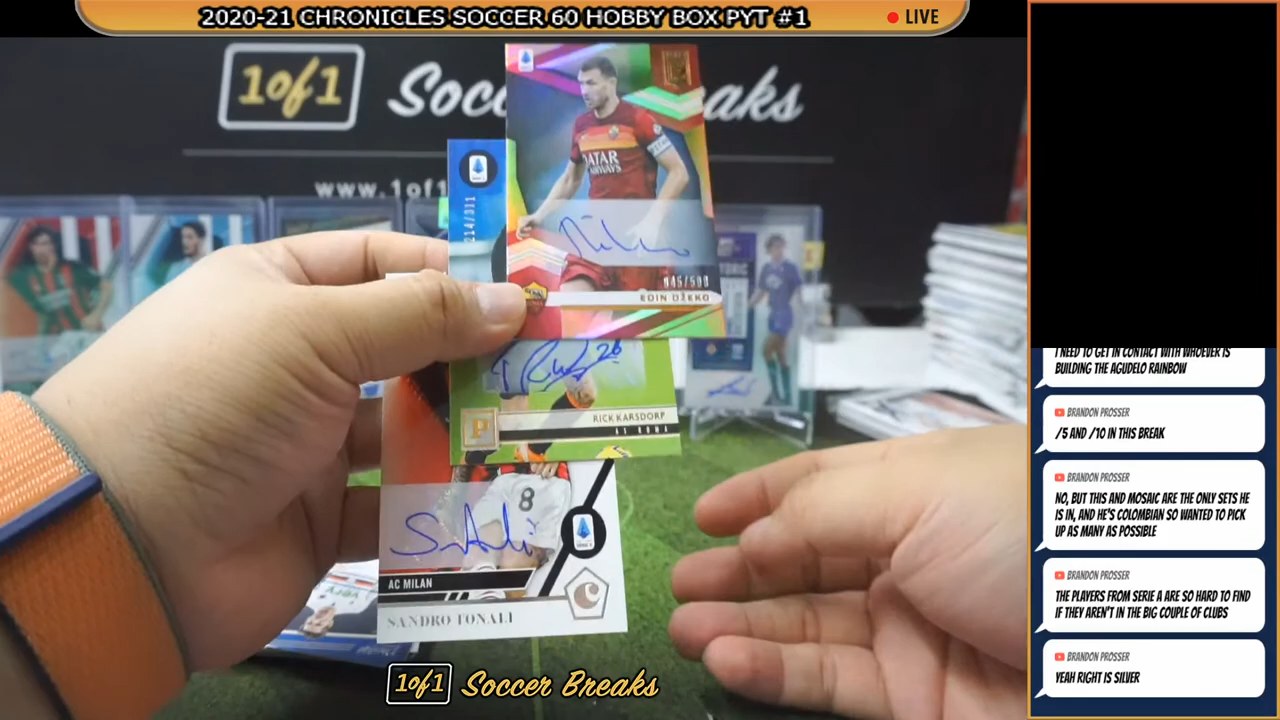 2020-21 CHRONICLES SOCCER 60 HOBBY BOX PYT #1
LIVE
1of1 Soc
eaks
www.1of1
214/311
QATAR
AIRWAYS
045/500
EDIN DŽEKO
26
P
RICK KARSDORP
AS ROMA
8
AC MILAN
C
SANDRO TONALI
1of1 Soccer Breaks
I NEED TO GET IN CONTACT WITH WHOEVER IS
BUILDING THE AGUDELO RAINBOW
BRANDON PROSSER
/5 AND /10 IN THIS BREAK
BRANDON PROSSER
NO, BUT THIS AND MOSAIC ARE THE ONLY SETS HE
IS IN, AND HE'S COLOMBIAN SO WANTED TO PICK
UP AS MANY AS POSSIBLE
BRANDON PROSSER
THE PLAYERS FROM SERIE A ARE SO HARD TO FIND
IF THEY AREN'T IN THE BIG COUPLE OF CLUBS
BRANDON PROSSER
YEAH RIGHT IS SILVER